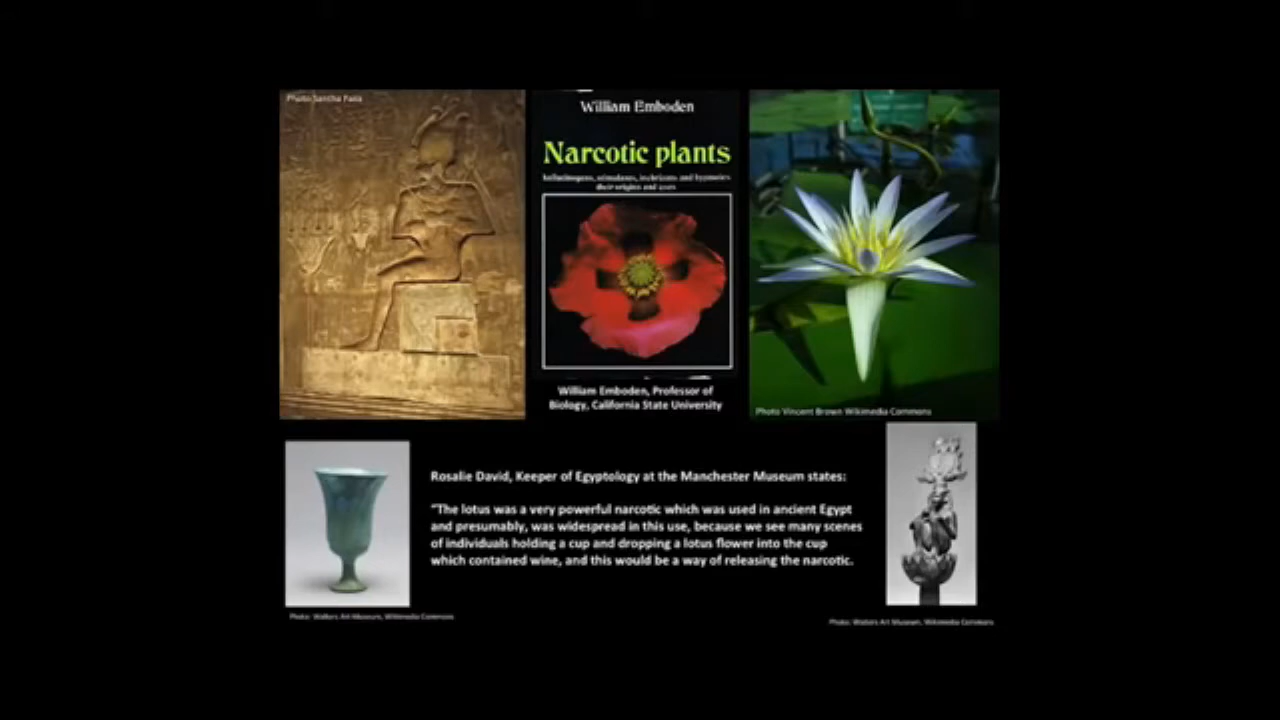 Photo Santha Faiia
William Emboden
Narcotic plants
hallucinogens, stimulants, inebriants and hypnotics
their origins and uses
William Emboden, Professor of
Biology, California State University
Photo Vincent Brown Wikimedia Commons
Rosalie David, Keeper of Egyptology at the Manchester Museum states:
"The lotus was a very powerful narcotic which was used in ancient Egypt
and presumably, was widespread in this use, because we see many scenes
of individuals holding a cup and dropping a lotus flower into the cup
which contained wine, and this would be a way of releasing the narcotic.
Photo: Walters Art Museum, Wikimedia Commons
Photo: Walters Art Museum, Wikimedia Commons